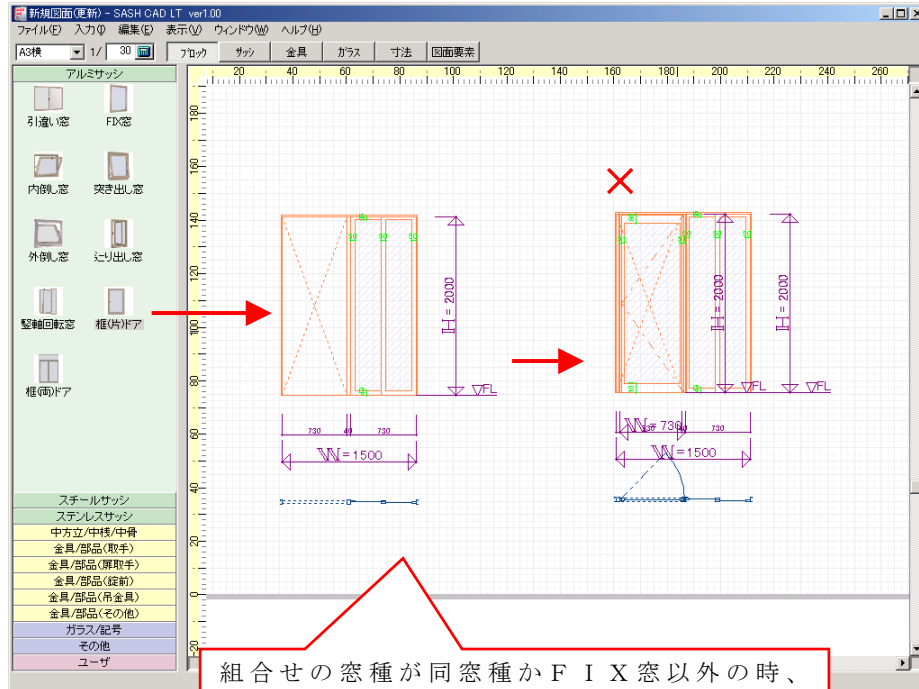 新規図面(更新) - SASH CAD LT ver1.00
ファイル(E) 入力(I) 編集(E) 表示(V) ウィンドウ(W) ヘルプ(H)
A3横 1/ 30 ブロック サッシ 金具 ガラス 寸法 図面要素
アルミサッシ
引違い窓 FIX窓
内倒し窓 突き出し窓
外倒し窓 辷り出し窓
竪軸回転窓 框(片)ドア
框(両)ドア
スチールサッシ
ステンレスサッシ
中方立/中桟/中骨
金具/部品(取手)
金具/部品(扉取手)
金具/部品(錠前)
金具/部品(吊金具)
金具/部品(その他)
ガラス/記号
その他
ユーザ
20 40 60 80 100 120 140 160 180 200 220 240 260
180
160
140
120
100
80
60
40
20
0
20
H=2000
▽FL
730 40 730
W=1500
H=2000 H=2000
▽FL ▽FL
W=730 730
W=1500
組合せの窓種が同窓種かＦＩＸ窓以外の時、